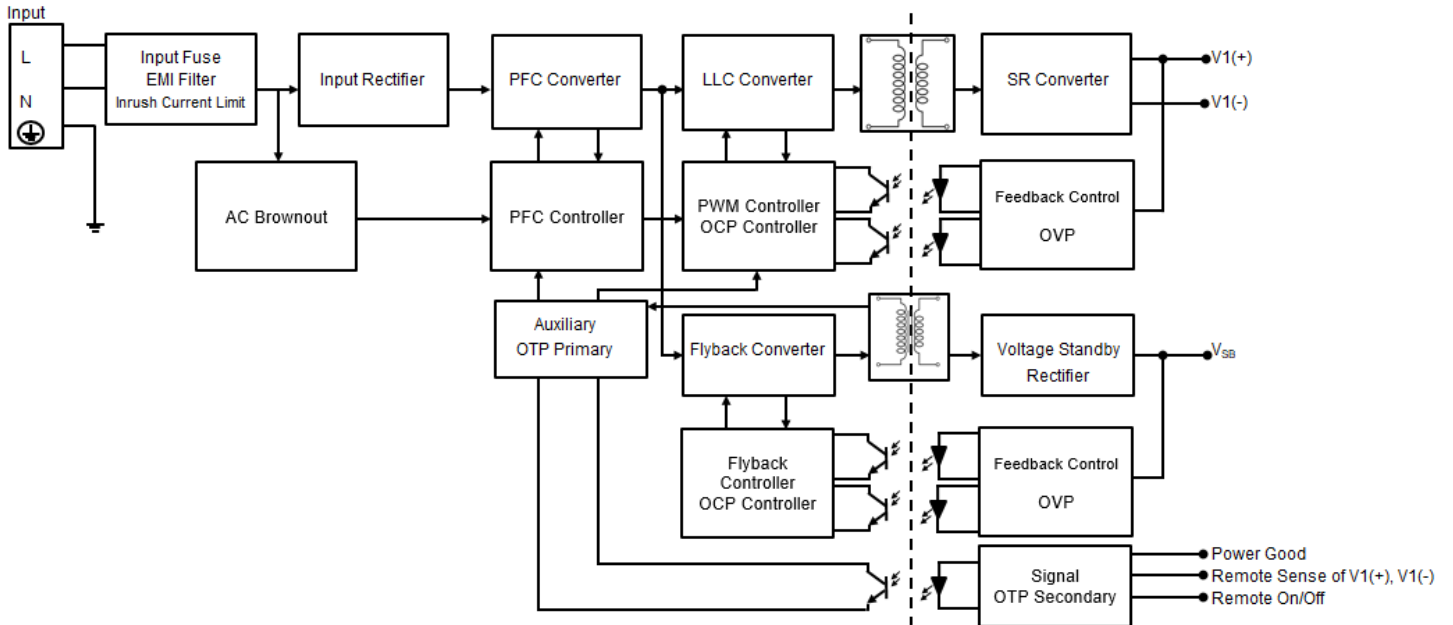 Input
L
N
Input Fuse
EMI Filter
Inrush Current Limit
Input Rectifier
PFC Converter
LLC Converter
SR Converter
V1(+)
V1(-)
AC Brownout
PFC Controller
PWM Controller
OCP Controller
Feedback Control
OVP
Auxiliary
OTP Primary
Flyback Converter
Voltage Standby
Rectifier
VSB
Flyback
Controller
OCP Controller
Feedback Control
OVP
Signal
OTP Secondary
Power Good
Remote Sense of V1(+), V1(-)
Remote On/Off